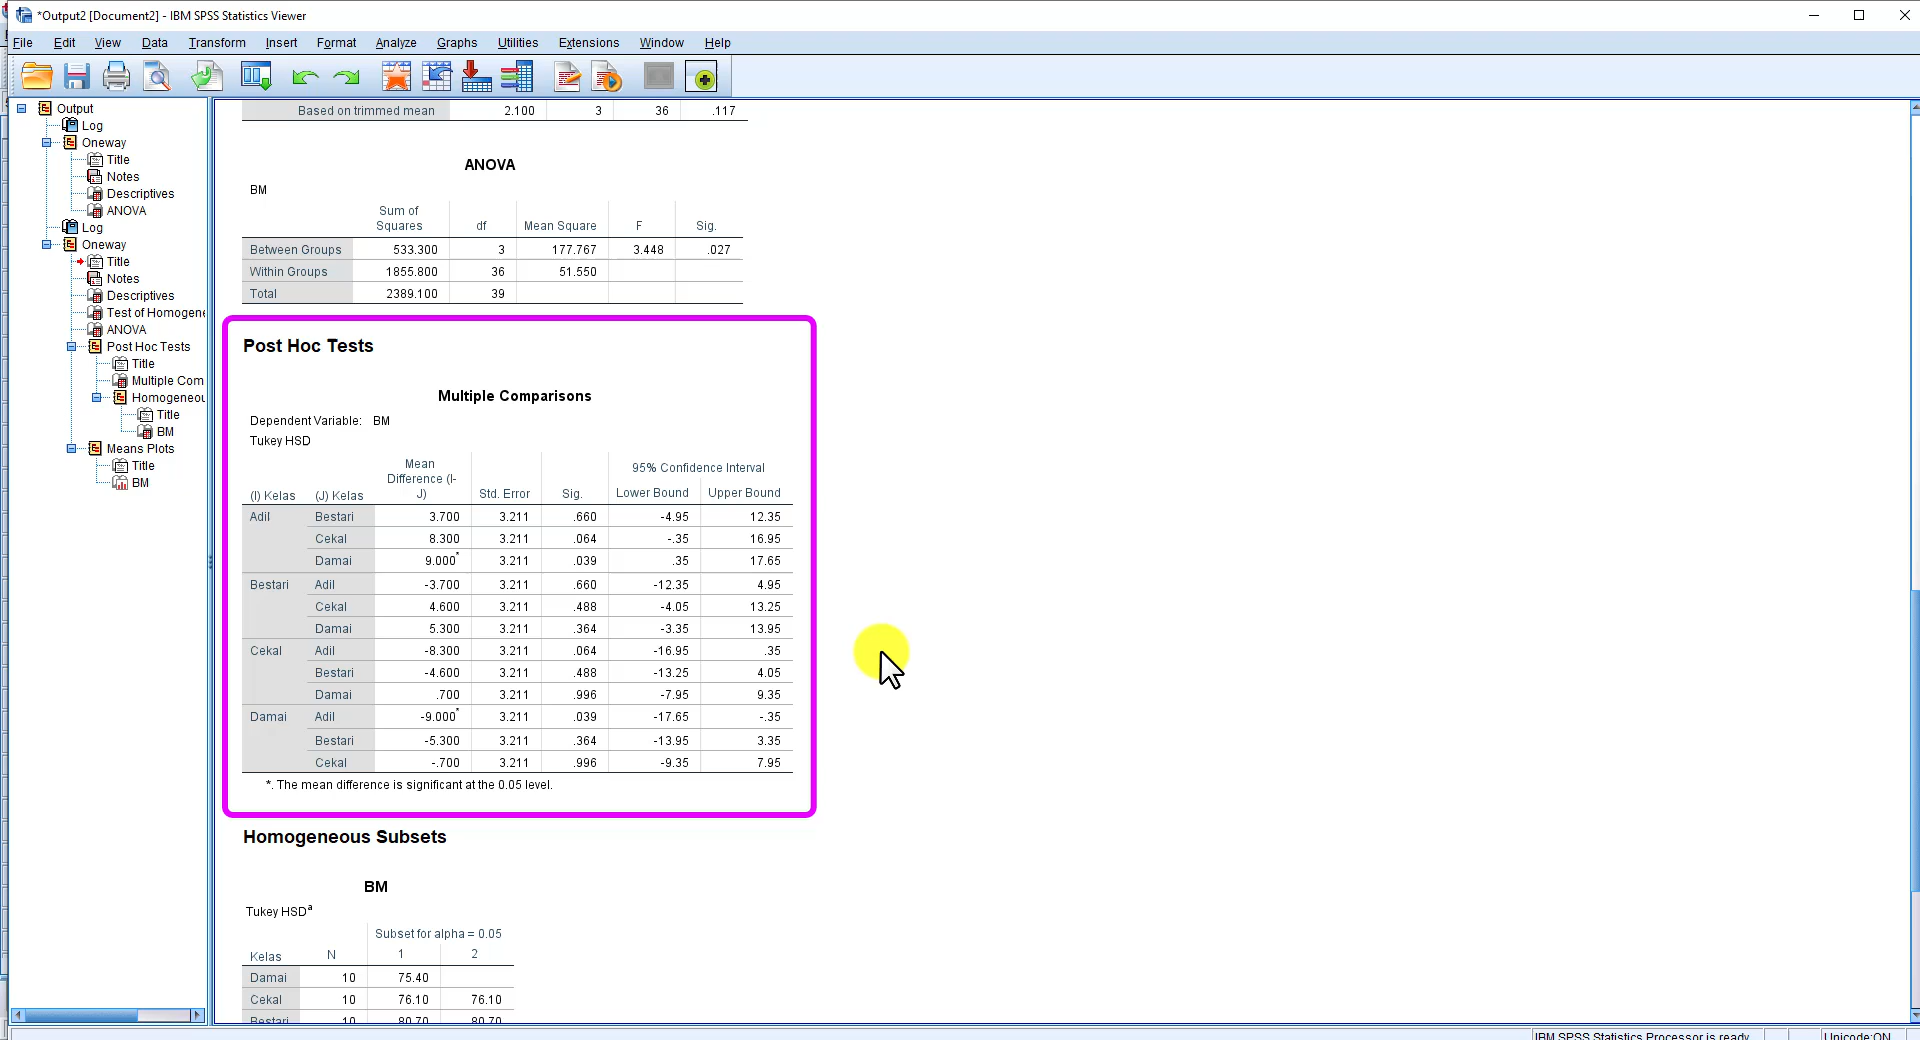 *Output2 [Document2] - IBM SPSS Statistics Viewer
File Edit View Data Transform Insert Format Analyze Graphs Utilities Extensions Window Help
Output
Log
Oneway
Title
Notes
Descriptives
ANOVA
Log
Oneway
Title
Notes
Descriptives
Test of Homogene
ANOVA
Post Hoc Tests
Title
Multiple Com
Homogeneou
Title
BM
Means Plots
Title
BM
Based on trimmed mean 2.100 3 36 .117
ANOVA
BM
Sum of Squares df Mean Square F Sig.
Between Groups 533.300 3 177.767 3.448 .027
Within Groups 1855.800 36 51.550
Total 2389.100 39
Post Hoc Tests
Multiple Comparisons
Dependent Variable: BM
Tukey HSD
Mean
Difference (I-
95% Confidence Interval
(I) Kelas (J) Kelas J) Std. Error Sig. Lower Bound Upper Bound
Adil Bestari 3.700 3.211 .660 -4.95 12.35
Cekal 8.300 3.211 .064 -.35 16.95
Damai 9.000* 3.211 .039 .35 17.65
Bestari Adil -3.700 3.211 .660 -12.35 4.95
Cekal 4.600 3.211 .488 -4.05 13.25
Damai 5.300 3.211 .364 -3.35 13.95
Cekal Adil -8.300 3.211 .064 -16.95 .35
Bestari -4.600 3.211 .488 -13.25 4.05
Damai .700 3.211 .996 -7.95 9.35
Damai Adil -9.000* 3.211 .039 -17.65 -.35
Bestari -5.300 3.211 .364 -13.95 3.35
Cekal -.700 3.211 .996 -9.35 7.95
*. The mean difference is significant at the 0.05 level.
Homogeneous Subsets
BM
Tukey HSDᵃ
Subset for alpha = 0.05
Kelas N 1 2
Damai 10 75.40
Cekal 10 76.10 76.10
Bestari 10 80.70 80.70
IBM SPSS Statistics Processor is ready
Unicode:ON